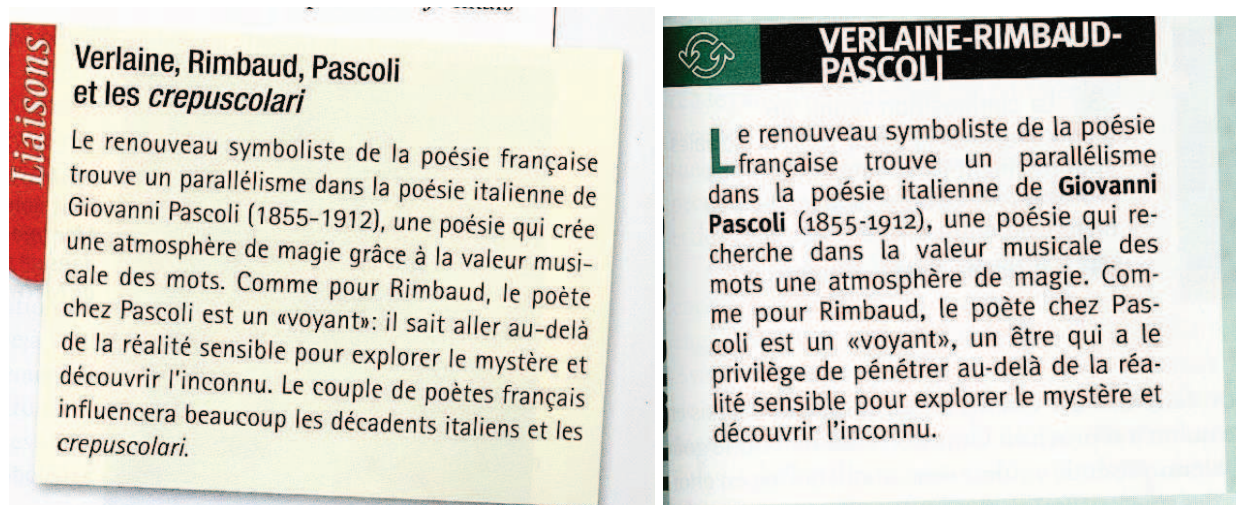 Liaisons
Verlaine, Rimbaud, Pascoli
et les crepuscolari
Le renouveau symboliste de la poésie française
trouve un parallélisme dans la poésie italienne de
Giovanni Pascoli (1855-1912), une poésie qui crée
une atmosphère de magie grâce à la valeur musi-
cale des mots. Comme pour Rimbaud, le poète
chez Pascoli est un «voyant»: il sait aller au-delà
de la réalité sensible pour explorer le mystère et
découvrir l'inconnu. Le couple de poètes français
influencera beaucoup les décadents italiens et les
crepuscolari.
VERLAINE-RIMBAUD-
PASCOLI
Le renouveau symboliste de la poésie
française trouve un parallélisme
dans la poésie italienne de Giovanni
Pascoli (1855-1912), une poésie qui re-
cherche dans la valeur musicale des
mots une atmosphère de magie. Com-
me pour Rimbaud, le poète chez Pas-
coli est un «voyant», un être qui a le
privilège de pénétrer au-delà de la réa-
lité sensible pour explorer le mystère et
découvrir l'inconnu.